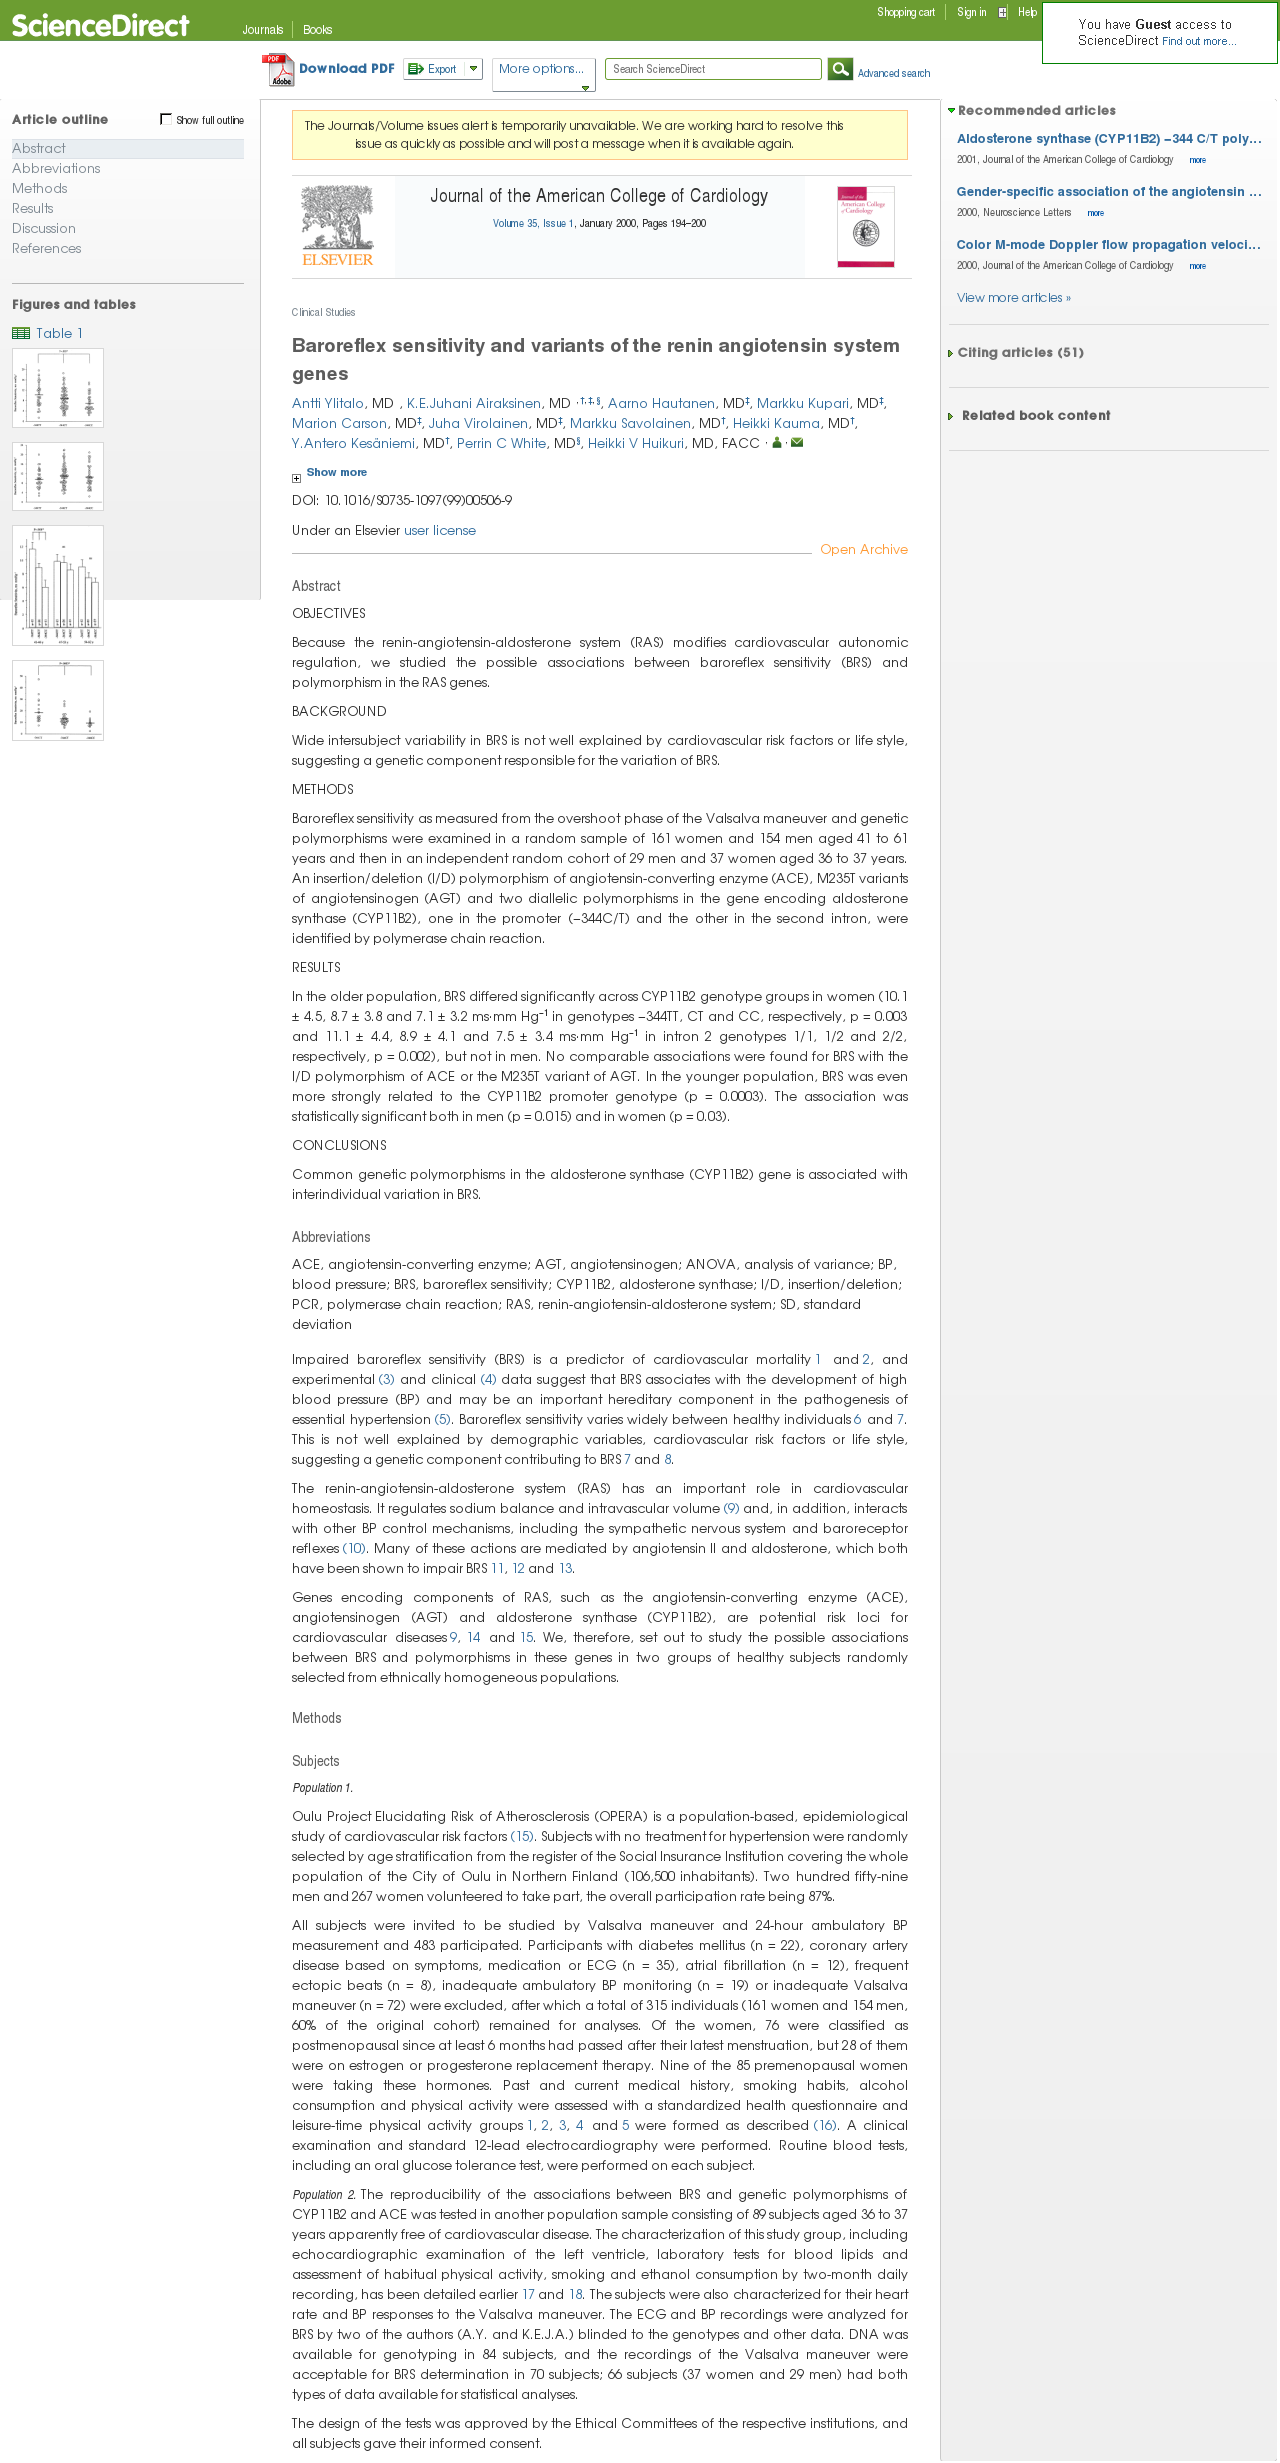 ScienceDirect
Journals
Books
Shopping cart
Sign in
Help
You have Guest access to
ScienceDirect Find out more...
Download PDF
Export
More options...
Search ScienceDirect
Advanced search
Article outline
Show full outline
Abstract
Abbreviations
Methods
Results
Discussion
References
Figures and tables
Table 1
The Journals/Volume issues alert is temporarily unavailable. We are working hard to resolve this
issue as quickly as possible and will post a message when it is available again.
ELSEVIER
Journal of the American College of Cardiology
Volume 35, Issue 1, January 2000, Pages 194–200
Journal of the
American College
of Cardiology
Clinical Studies
Baroreflex sensitivity and variants of the renin angiotensin system
genes
Antti Ylitalo, MD , K.E.Juhani Airaksinen, MD ·†,‡,§, Aarno Hautanen, MD‡, Markku Kupari, MD‡,
Marion Carson, MD‡, Juha Virolainen, MD‡, Markku Savolainen, MD†, Heikki Kauma, MD†,
Y.Antero Kesäniemi, MD†, Perrin C White, MD§, Heikki V Huikuri, MD, FACC ·
Show more
DOI: 10.1016/S0735-1097(99)00506-9
Under an Elsevier user license
Open Archive
Abstract
OBJECTIVES
Because the renin-angiotensin-aldosterone system (RAS) modifies cardiovascular autonomic
regulation, we studied the possible associations between baroreflex sensitivity (BRS) and
polymorphism in the RAS genes.
BACKGROUND
Wide intersubject variability in BRS is not well explained by cardiovascular risk factors or life style,
suggesting a genetic component responsible for the variation of BRS.
METHODS
Baroreflex sensitivity as measured from the overshoot phase of the Valsalva maneuver and genetic
polymorphisms were examined in a random sample of 161 women and 154 men aged 41 to 61
years and then in an independent random cohort of 29 men and 37 women aged 36 to 37 years.
An insertion/deletion (I/D) polymorphism of angiotensin-converting enzyme (ACE), M235T variants
of angiotensinogen (AGT) and two diallelic polymorphisms in the gene encoding aldosterone
synthase (CYP11B2), one in the promoter (−344C/T) and the other in the second intron, were
identified by polymerase chain reaction.
RESULTS
In the older population, BRS differed significantly across CYP11B2 genotype groups in women (10.1
± 4.5, 8.7 ± 3.8 and 7.1 ± 3.2 ms·mm Hg−1 in genotypes −344TT, CT and CC, respectively, p = 0.003
and 11.1 ± 4.4, 8.9 ± 4.1 and 7.5 ± 3.4 ms·mm Hg−1 in intron 2 genotypes 1/1, 1/2 and 2/2,
respectively, p = 0.002), but not in men. No comparable associations were found for BRS with the
I/D polymorphism of ACE or the M235T variant of AGT. In the younger population, BRS was even
more strongly related to the CYP11B2 promoter genotype (p = 0.0003). The association was
statistically significant both in men (p = 0.015) and in women (p = 0.03).
CONCLUSIONS
Common genetic polymorphisms in the aldosterone synthase (CYP11B2) gene is associated with
interindividual variation in BRS.
Abbreviations
ACE, angiotensin-converting enzyme; AGT, angiotensinogen; ANOVA, analysis of variance; BP,
blood pressure; BRS, baroreflex sensitivity; CYP11B2, aldosterone synthase; I/D, insertion/deletion;
PCR, polymerase chain reaction; RAS, renin-angiotensin-aldosterone system; SD, standard
deviation
Impaired baroreflex sensitivity (BRS) is a predictor of cardiovascular mortality 1 and 2, and
experimental (3) and clinical (4) data suggest that BRS associates with the development of high
blood pressure (BP) and may be an important hereditary component in the pathogenesis of
essential hypertension (5). Baroreflex sensitivity varies widely between healthy individuals 6 and 7.
This is not well explained by demographic variables, cardiovascular risk factors or life style,
suggesting a genetic component contributing to BRS 7 and 8.
The renin-angiotensin-aldosterone system (RAS) has an important role in cardiovascular
homeostasis. It regulates sodium balance and intravascular volume (9) and, in addition, interacts
with other BP control mechanisms, including the sympathetic nervous system and baroreceptor
reflexes (10). Many of these actions are mediated by angiotensin II and aldosterone, which both
have been shown to impair BRS 11, 12 and 13.
Genes encoding components of RAS, such as the angiotensin-converting enzyme (ACE),
angiotensinogen (AGT) and aldosterone synthase (CYP11B2), are potential risk loci for
cardiovascular diseases 9, 14 and 15. We, therefore, set out to study the possible associations
between BRS and polymorphisms in these genes in two groups of healthy subjects randomly
selected from ethnically homogeneous populations.
Methods
Subjects
Population 1.
Oulu Project Elucidating Risk of Atherosclerosis (OPERA) is a population-based, epidemiological
study of cardiovascular risk factors (15). Subjects with no treatment for hypertension were randomly
selected by age stratification from the register of the Social Insurance Institution covering the whole
population of the City of Oulu in Northern Finland (106,500 inhabitants). Two hundred fifty-nine
men and 267 women volunteered to take part, the overall participation rate being 87%.
All subjects were invited to be studied by Valsalva maneuver and 24-hour ambulatory BP
measurement and 483 participated. Participants with diabetes mellitus (n = 22), coronary artery
disease based on symptoms, medication or ECG (n = 35), atrial fibrillation (n = 12), frequent
ectopic beats (n = 8), inadequate ambulatory BP monitoring (n = 19) or inadequate Valsalva
maneuver (n = 72) were excluded, after which a total of 315 individuals (161 women and 154 men,
60% of the original cohort) remained for analyses. Of the women, 76 were classified as
postmenopausal since at least 6 months had passed after their latest menstruation, but 28 of them
were on estrogen or progesterone replacement therapy. Nine of the 85 premenopausal women
were taking these hormones. Past and current medical history, smoking habits, alcohol
consumption and physical activity were assessed with a standardized health questionnaire and
leisure-time physical activity groups 1, 2, 3, 4 and 5 were formed as described (16). A clinical
examination and standard 12-lead electrocardiography were performed. Routine blood tests,
including an oral glucose tolerance test, were performed on each subject.
Population 2. The reproducibility of the associations between BRS and genetic polymorphisms of
CYP11B2 and ACE was tested in another population sample consisting of 89 subjects aged 36 to 37
years apparently free of cardiovascular disease. The characterization of this study group, including
echocardiographic examination of the left ventricle, laboratory tests for blood lipids and
assessment of habitual physical activity, smoking and ethanol consumption by two-month daily
recording, has been detailed earlier 17 and 18. The subjects were also characterized for their heart
rate and BP responses to the Valsalva maneuver. The ECG and BP recordings were analyzed for
BRS by two of the authors (A.Y. and K.E.J.A.) blinded to the genotypes and other data. DNA was
available for genotyping in 84 subjects, and the recordings of the Valsalva maneuver were
acceptable for BRS determination in 70 subjects; 66 subjects (37 women and 29 men) had both
types of data available for statistical analyses.
The design of the tests was approved by the Ethical Committees of the respective institutions, and
all subjects gave their informed consent.
Recommended articles
Aldosterone synthase (CYP11B2) −344 C/T poly...
2001, Journal of the American College of Cardiology more
Gender-specific association of the angiotensin ...
2000, Neuroscience Letters more
Color M-mode Doppler flow propagation veloci...
2000, Journal of the American College of Cardiology more
View more articles »
Citing articles (51)
Related book content